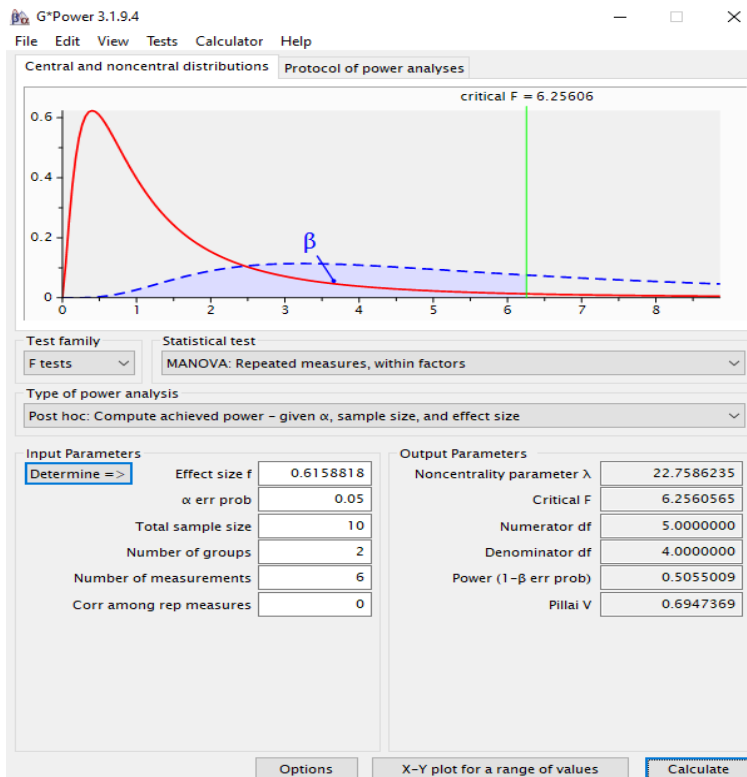 G*Power 3.1.9.4
File Edit View Tests Calculator Help
Central and noncentral distributions Protocol of power analyses
critical F = 6.25606
0.6
0.4
0.2
0
β
0 1 2 3 4 5 6 7 8
Test family Statistical test
F tests MANOVA: Repeated measures, within factors
Type of power analysis
Post hoc: Compute achieved power – given α, sample size, and effect size
Input Parameters Output Parameters
Determine => Effect size f 0.6158818 Noncentrality parameter λ 22.7586235
α err prob 0.05 Critical F 6.2560565
Total sample size 10 Numerator df 5.0000000
Number of groups 2 Denominator df 4.0000000
Number of measurements 6 Power (1-β err prob) 0.5055009
Corr among rep measures 0 Pillai V 0.6947369
Options X-Y plot for a range of values Calculate